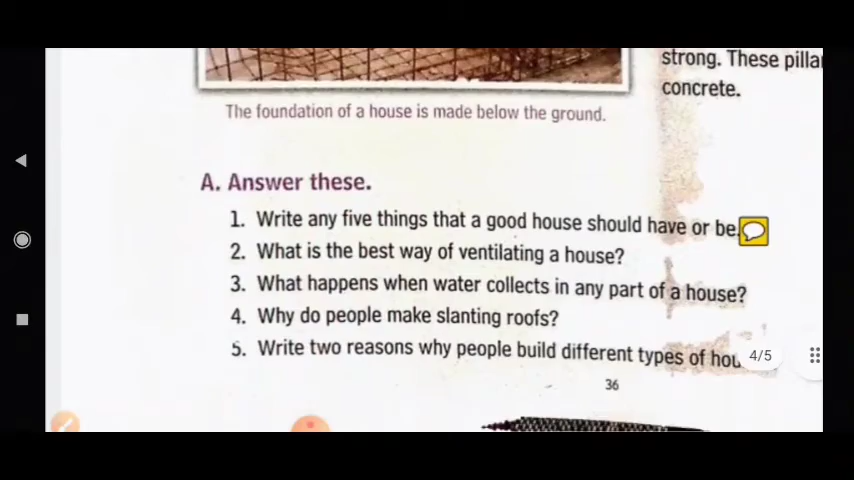 strong. These pillar
concrete.
The foundation of a house is made below the ground.
A. Answer these.
1. Write any five things that a good house should have or be.
2. What is the best way of ventilating a house?
3. What happens when water collects in any part of a house?
4. Why do people make slanting roofs?
5. Write two reasons why people build different types of hou
4/5
36